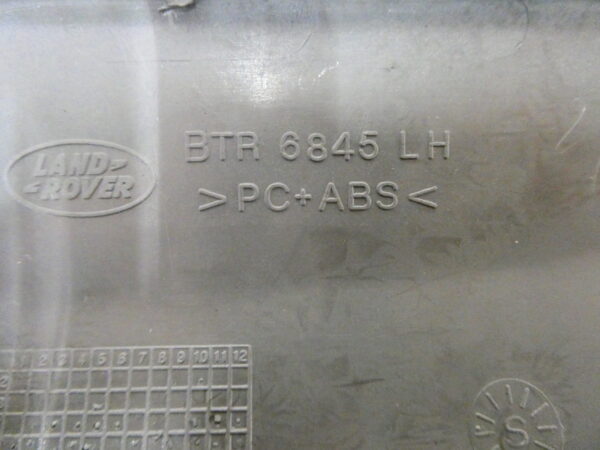 LAND
ROVER
BTR 6845 LH
>PC+ABS<
1 2 3 4 5 6 7 8 9 10 11 12
S